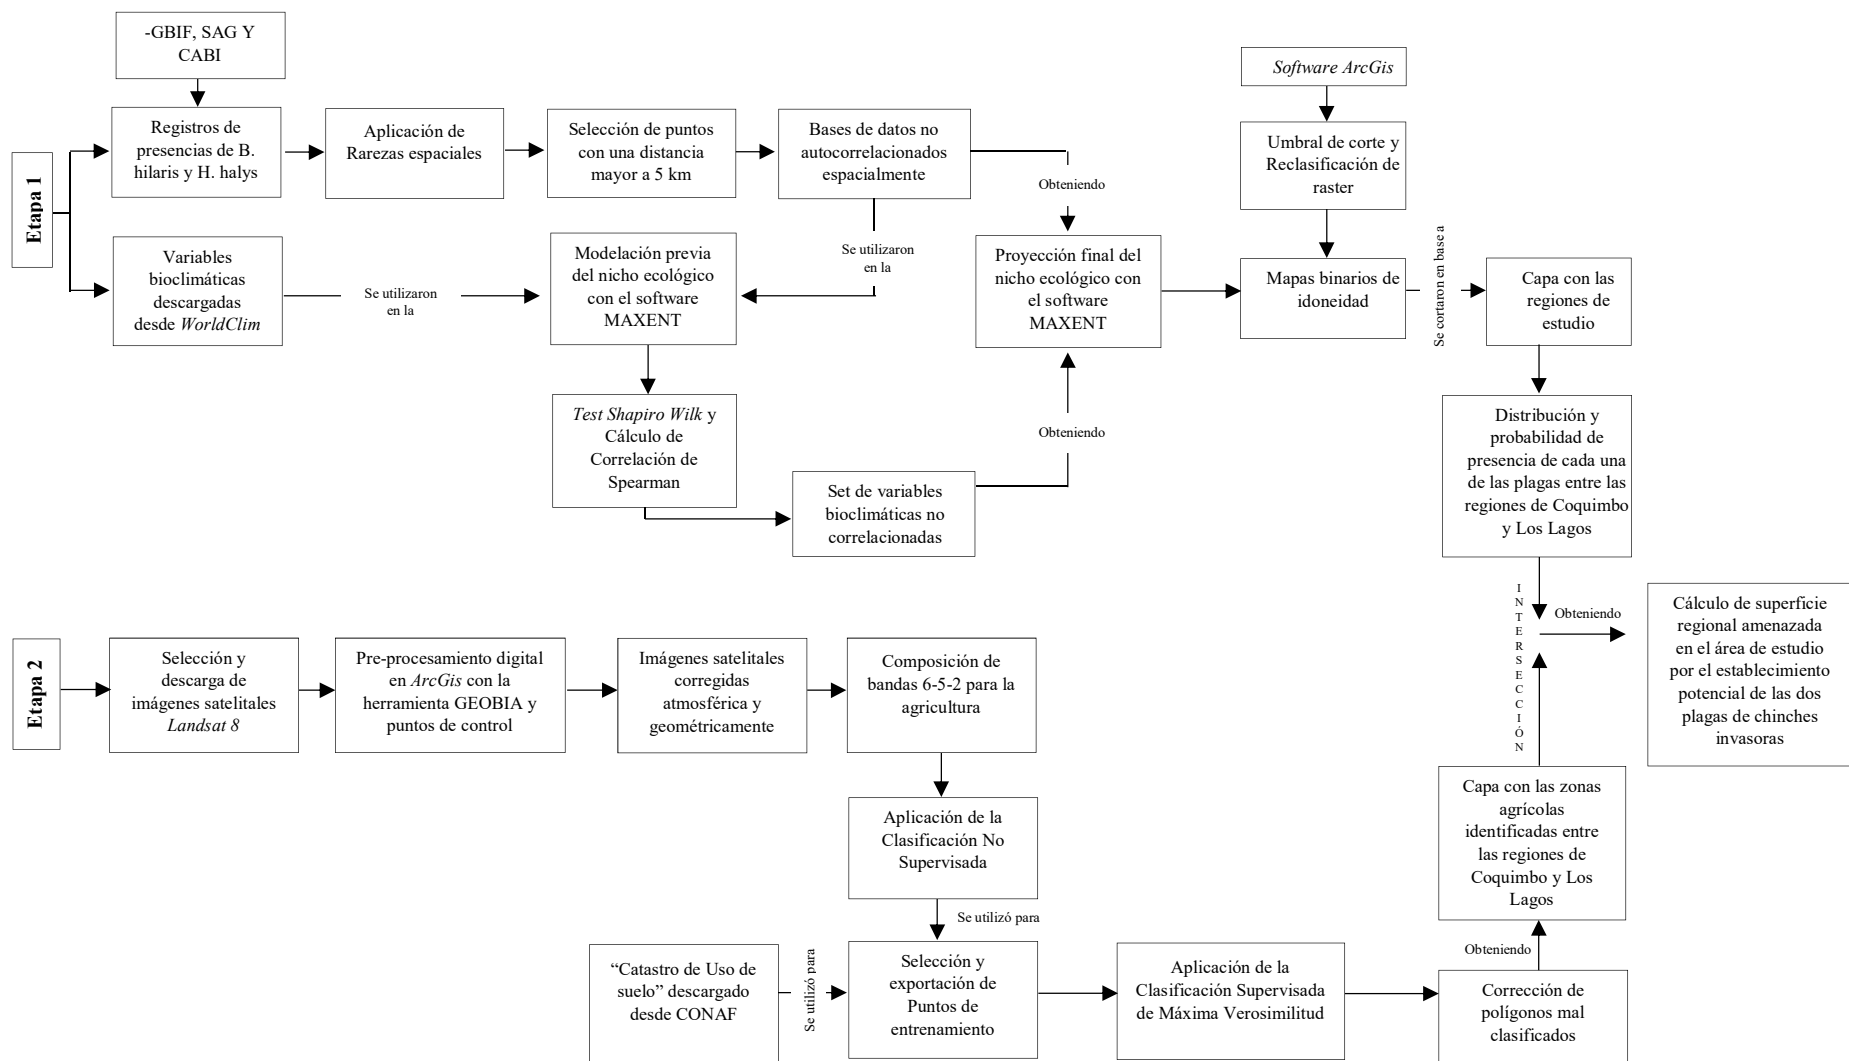 -GBIF, SAG Y
CABI
Etapa 1
Registros de
presencias de B.
hilaris y H. halys
Aplicación de
Rarezas espaciales
Selección de puntos
con una distancia
mayor a 5 km
Bases de datos no
autocorrelacionados
espacialmente
Obteniendo
Variables
bioclimáticas
descargadas
desde WorldClim
Se utilizaron
en la
Modelación previa
del nicho ecológico
con el software
MAXENT
Se utilizaron
en la
Test Shapiro Wilk y
Cálculo de
Correlación de
Spearman
Set de variables
bioclimáticas no
correlacionadas
Obteniendo
Proyección final del
nicho ecológico con
el software
MAXENT
Software ArcGis
Umbral de corte y
Reclasificación de
raster
Mapas binarios de
idoneidad
Se cortaron en base a
Capa con las
regiones de
estudio
Distribución y
probabilidad de
presencia de cada una
de las plagas entre las
regiones de Coquimbo
y Los Lagos
INTERSECCIÓN
Obteniendo
Cálculo de superficie
regional amenazada
en el área de estudio
por el establecimiento
potencial de las dos
plagas de chinches
invasoras
Etapa 2
Selección y
descarga de
imágenes satelitales
Landsat 8
Pre-procesamiento digital
en ArcGis con la
herramienta GEOBIA y
puntos de control
Imágenes satelitales
corregidas
atmosférica y
geométricamente
Composición de
bandas 6-5-2 para la
agricultura
Aplicación de la
Clasificación No
Supervisada
Se utilizó para
“Catastro de Uso de
suelo” descargado
desde CONAF
Se utilizó para
Selección y
exportación de
Puntos de
entrenamiento
Aplicación de la
Clasificación Supervisada
de Máxima Verosimilitud
Corrección de
polígonos mal
clasificados
Obteniendo
Capa con las zonas
agrícolas
identificadas entre
las regiones de
Coquimbo y Los
Lagos